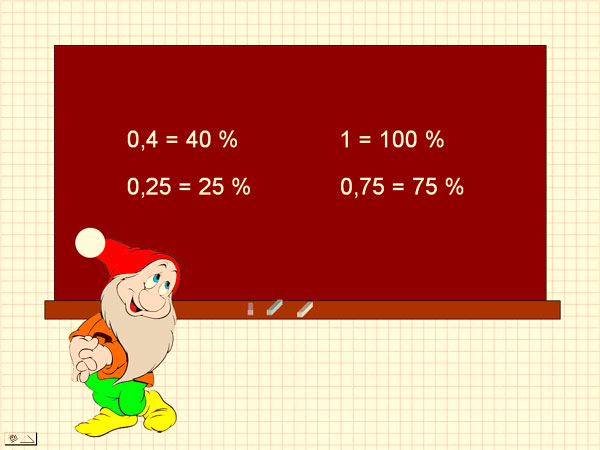 0,4 = 40 %
1 = 100 %
0,25 = 25 %
0,75 = 75 %